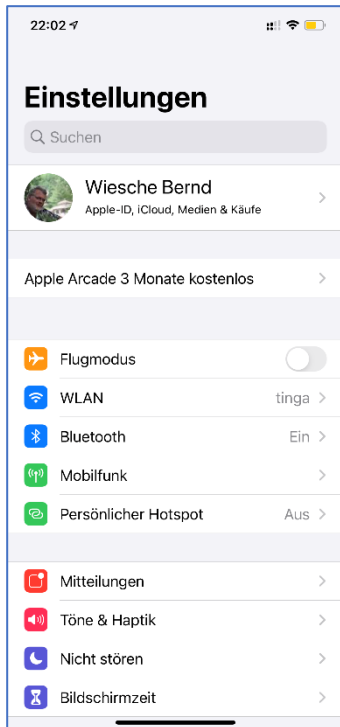 22:02
Einstellungen
Suchen
Wiesche Bernd
Apple-ID, iCloud, Medien & Käufe
Apple Arcade 3 Monate kostenlos
Flugmodus
WLAN tinga
Bluetooth Ein
Mobilfunk
Persönlicher Hotspot Aus
Mitteilungen
Töne & Haptik
Nicht stören
Bildschirmzeit